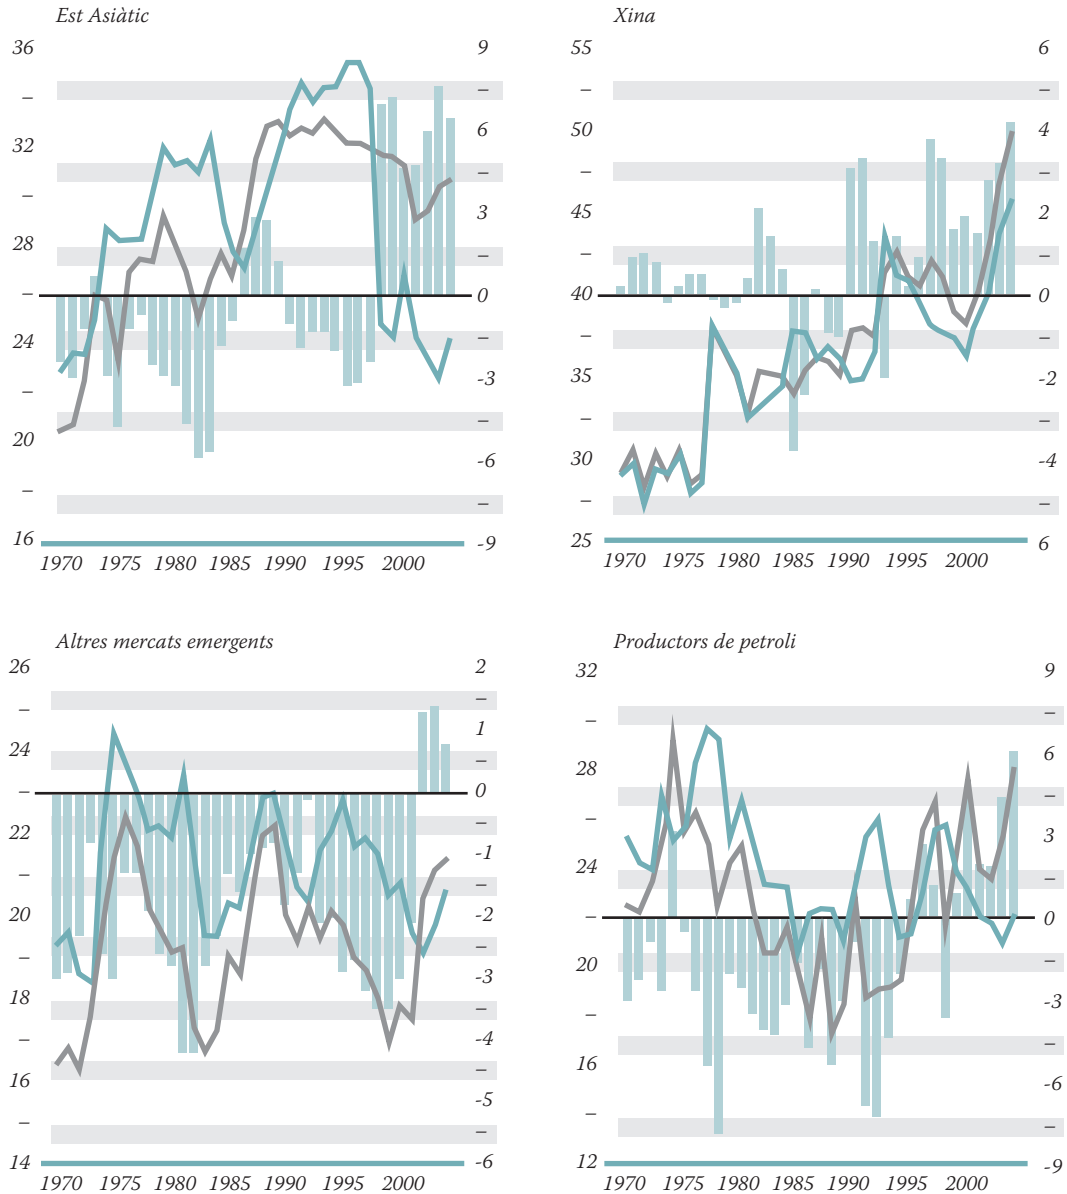 Est Asiàtic
Xina
36 9 55 6
– – – –
32 6 50 4
– – – –
28 3 45 2
– – – –
24 0 40 0
– – – –
20 -3 35 -2
– – – –
16 -6 30 -4
– –
-9 25 6
1970 1975 1980 1985 1990 1995 2000
1970 1975 1980 1985 1990 1995 2000
Altres mercats emergents
Productors de petroli
26 2 32 9
– – – –
24 1 28 6
– – – –
22 0 24 3
– – – –
20 -1 20 0
– – – –
18 -2 16 -3
– – – –
16 -3 12 -6
– – –
14 -4 -9
–
-5
–
-6
1970 1975 1980 1985 1990 1995 2000
1970 1975 1980 1985 1990 1995 2000